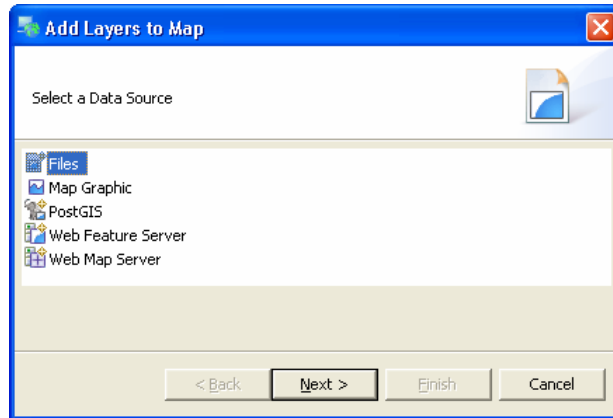 Add Layers to Map
Select a Data Source
Files
Map Graphic
PostGIS
Web Feature Server
Web Map Server
< Back Next > Finish Cancel